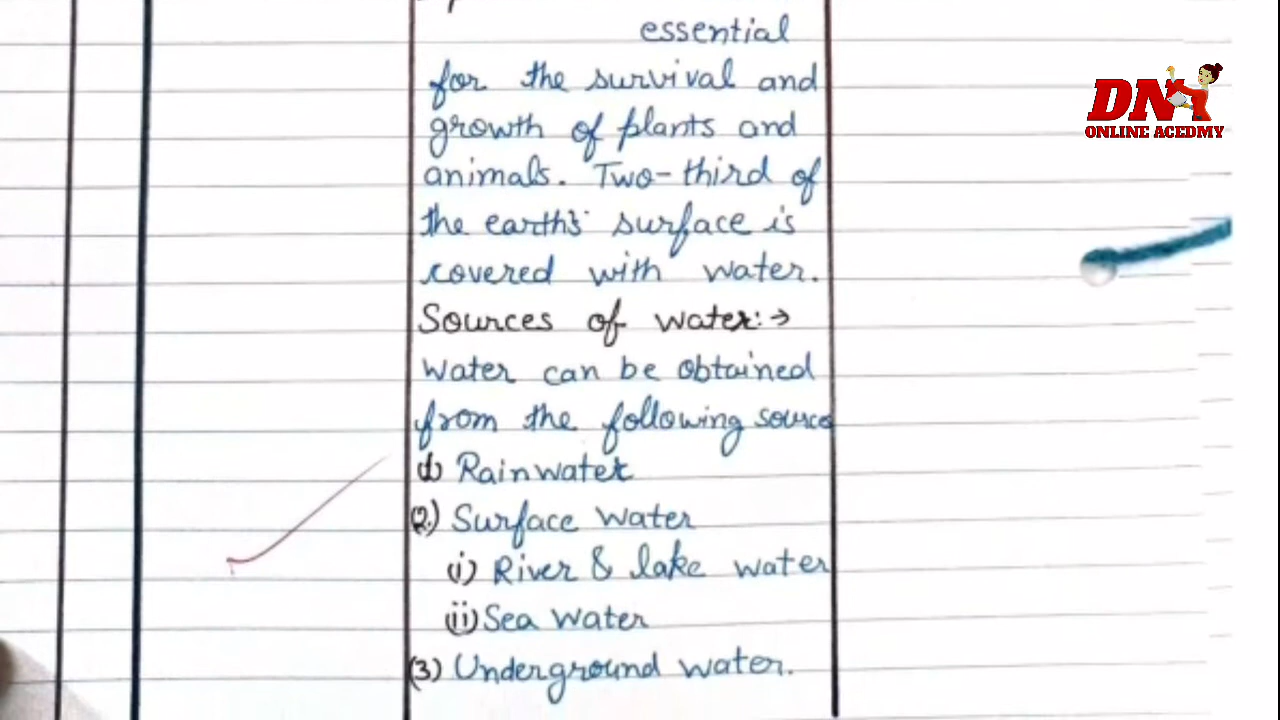 essential
for the survival and
growth of plants and
animals. Two-third of
the earth's surface is
covered with water.
Sources of water:→
Water can be obtained
from the following source
(1) Rainwater
(2.) Surface Water
(i) River & lake water
(ii) Sea Water
(3) Underground water.
DN
ONLINE ACEDMY